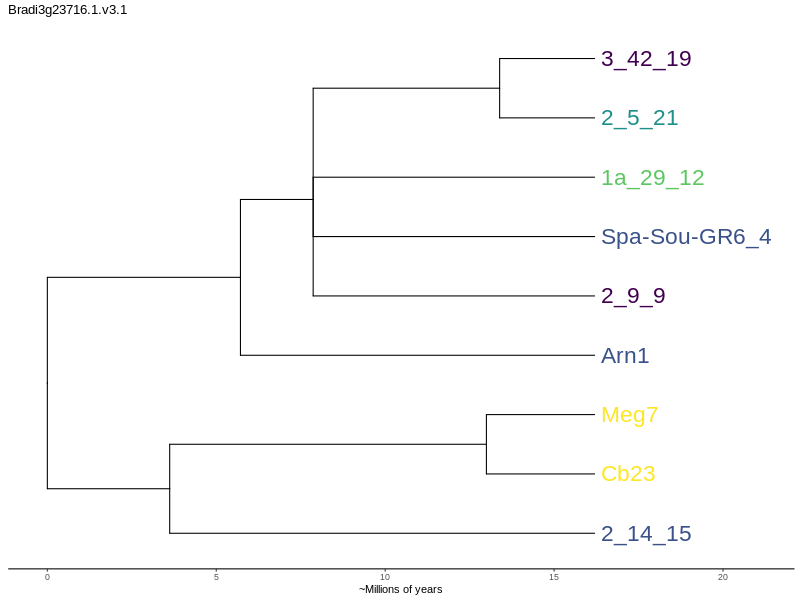 Bradi3g23716.1.v3.1
3_42_19
2_5_21
1a_29_12
Spa-Sou-GR6_4
2_9_9
Arn1
Meg7
Cb23
2_14_15
0 5 10 15 20
~Millions of years